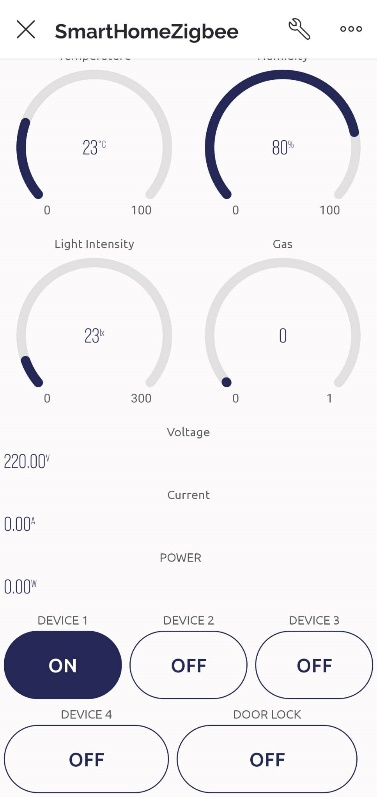 SmartHomeZigbee
Temperature Humidity
23°C 80%
0 100 0 100
Light Intensity Gas
23lx 0
0 300 0 1
Voltage
220.00V
Current
0.00A
POWER
0.00W
DEVICE 1 DEVICE 2 DEVICE 3
ON OFF OFF
DEVICE 4 DOOR LOCK
OFF OFF